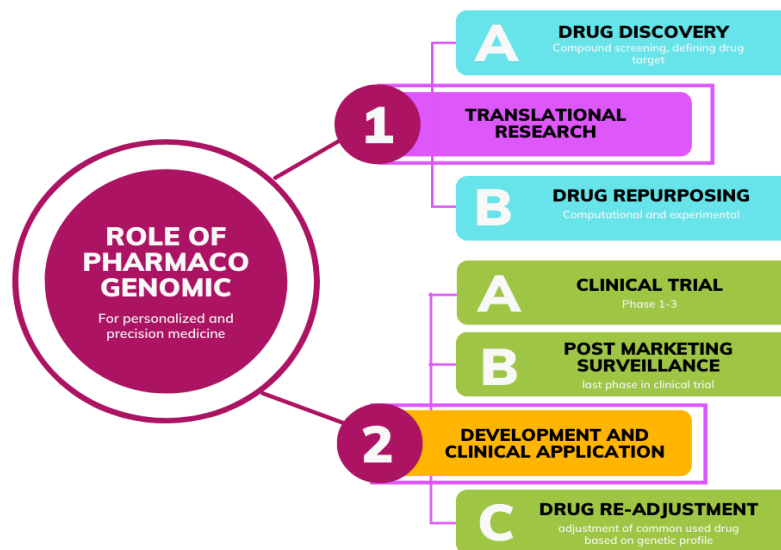 ROLE OF
PHARMACO
GENOMIC
For personalized and
precision medicine
1
TRANSLATIONAL
RESEARCH
A
DRUG DISCOVERY
Compound screening, defining drug
target
B
DRUG REPURPOSING
Computational and experimental
2
DEVELOPMENT AND
CLINICAL APPLICATION
A
CLINICAL TRIAL
Phase 1-3
B
POST MARKETING
SURVEILLANCE
last phase in clinical trial
C
DRUG RE-ADJUSTMENT
adjustment of common used drug
based on genetic profile